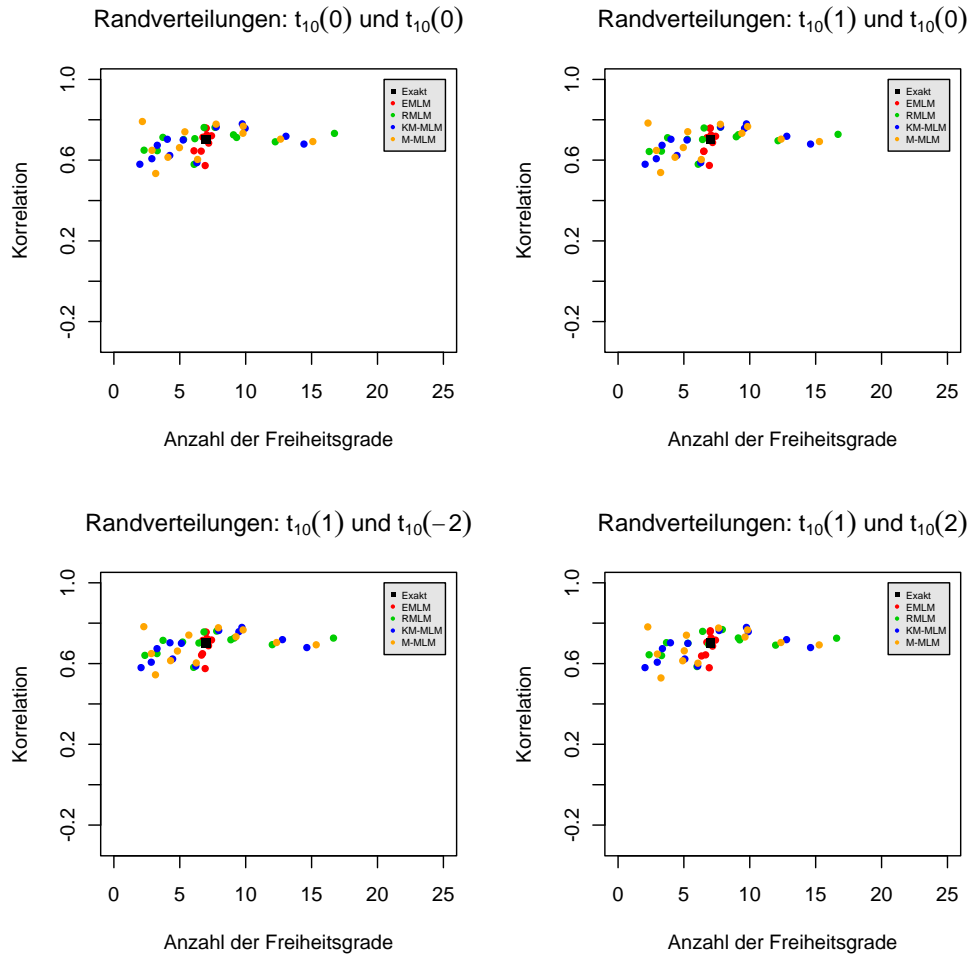 Randverteilungen: t₁₀(0) und t₁₀(0)
1.0
0.6
0.2
-0.2
Korrelation
Exakt
EMLM
RMLM
KM-MLM
M-MLM
0 5 10 15 20 25
Anzahl der Freiheitsgrade
Randverteilungen: t₁₀(1) und t₁₀(0)
1.0
0.6
0.2
-0.2
Korrelation
Exakt
EMLM
RMLM
KM-MLM
M-MLM
0 5 10 15 20 25
Anzahl der Freiheitsgrade
Randverteilungen: t₁₀(1) und t₁₀(−2)
1.0
0.6
0.2
-0.2
Korrelation
Exakt
EMLM
RMLM
KM-MLM
M-MLM
0 5 10 15 20 25
Anzahl der Freiheitsgrade
Randverteilungen: t₁₀(1) und t₁₀(2)
1.0
0.6
0.2
-0.2
Korrelation
Exakt
EMLM
RMLM
KM-MLM
M-MLM
0 5 10 15 20 25
Anzahl der Freiheitsgrade